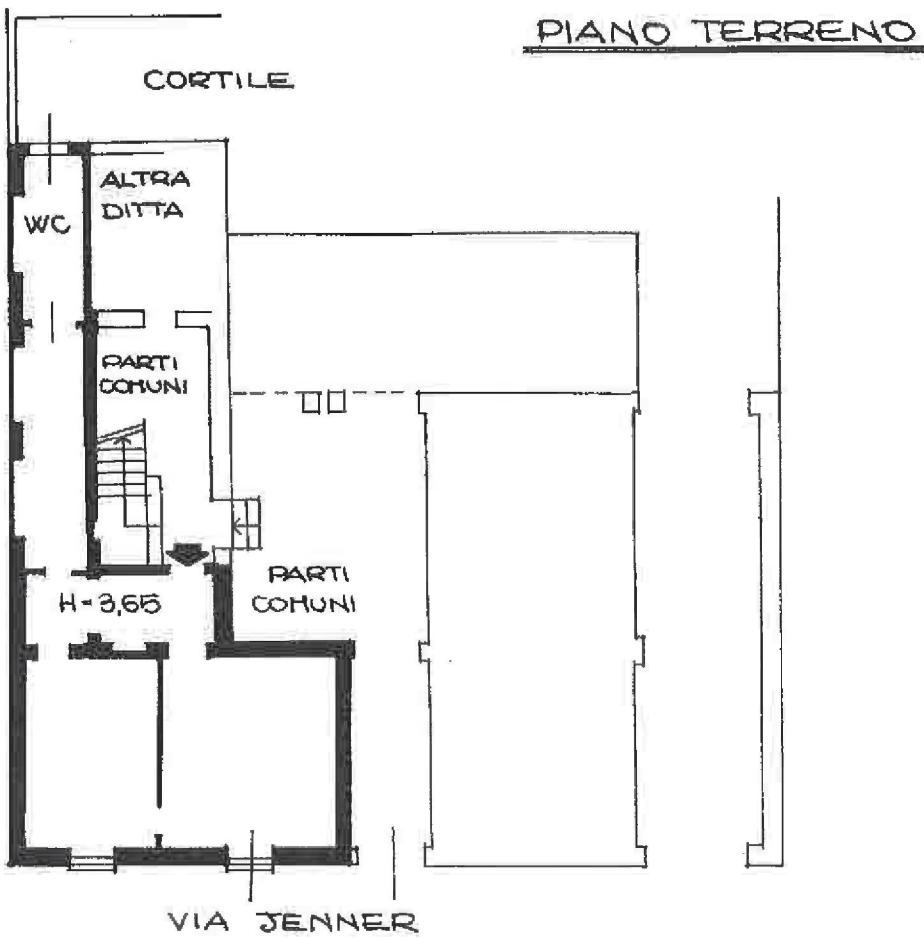 PIANO TERRENO
CORTILE
ALTRA
DITTA
WC
PARTI
COMUNI
H=3,65
PARTI
COMUNI
VIA JENNER